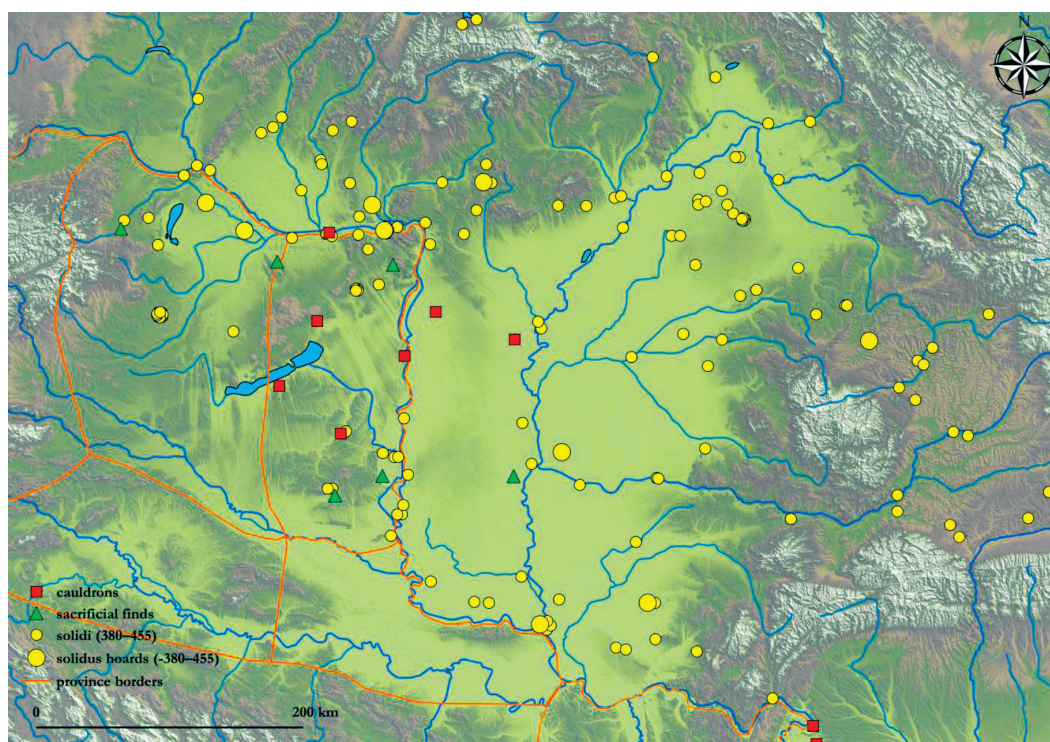 N
cauldrons
sacrificial finds
solidi (380–455)
solidus hoards (-380–455)
province borders
0 200 km